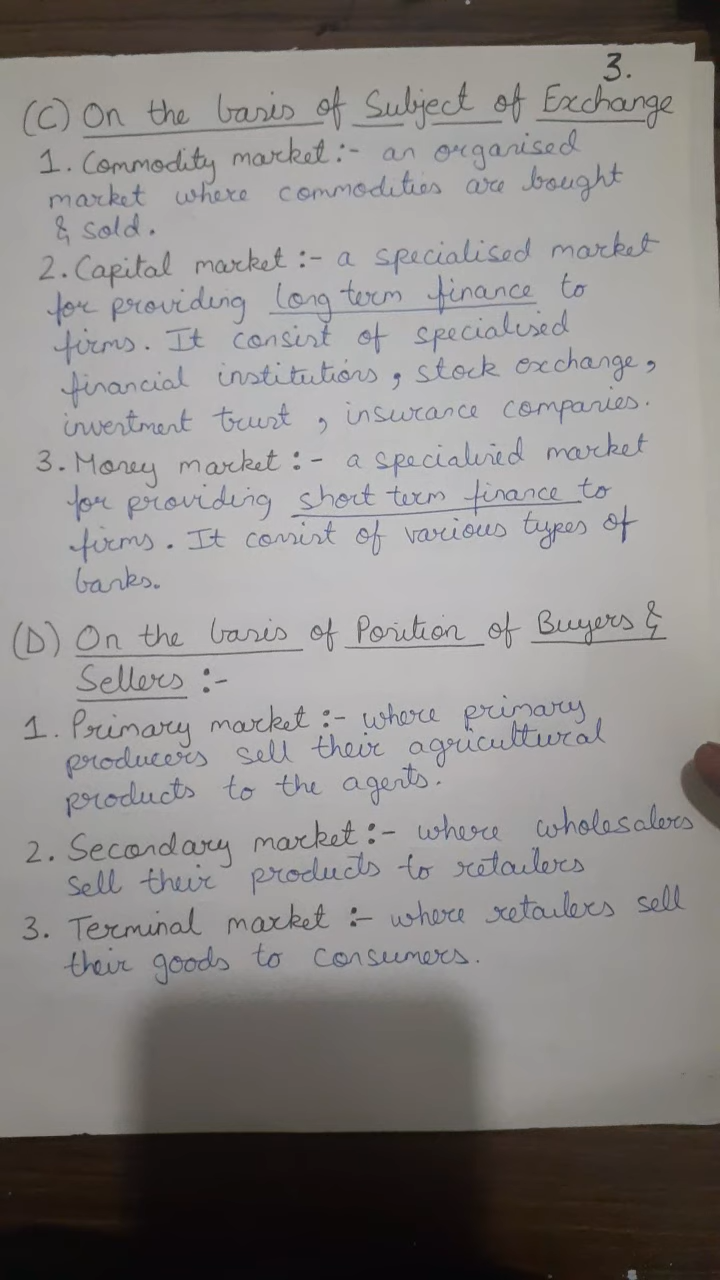 3.
(C) On the basis of Subject of Exchange
1. Commodity market :- an organised
market where commodities are bought
& sold.
2. Capital market :- a specialised market
for providing long term finance to
firms. It consist of specialised
financial institutions, stock exchange,
investment trust, insurance companies.
3. Money market :- a specialised market
for providing short term finance to
firms. It consist of various types of
banks.
(D) On the basis of Position of Buyers &
Sellers :-
1. Primary market :- where primary
producers sell their agricultural
products to the agents.
2. Secondary market :- where wholesalers
sell their products to retailers
3. Terminal market :- where retailers sell
their goods to consumers.